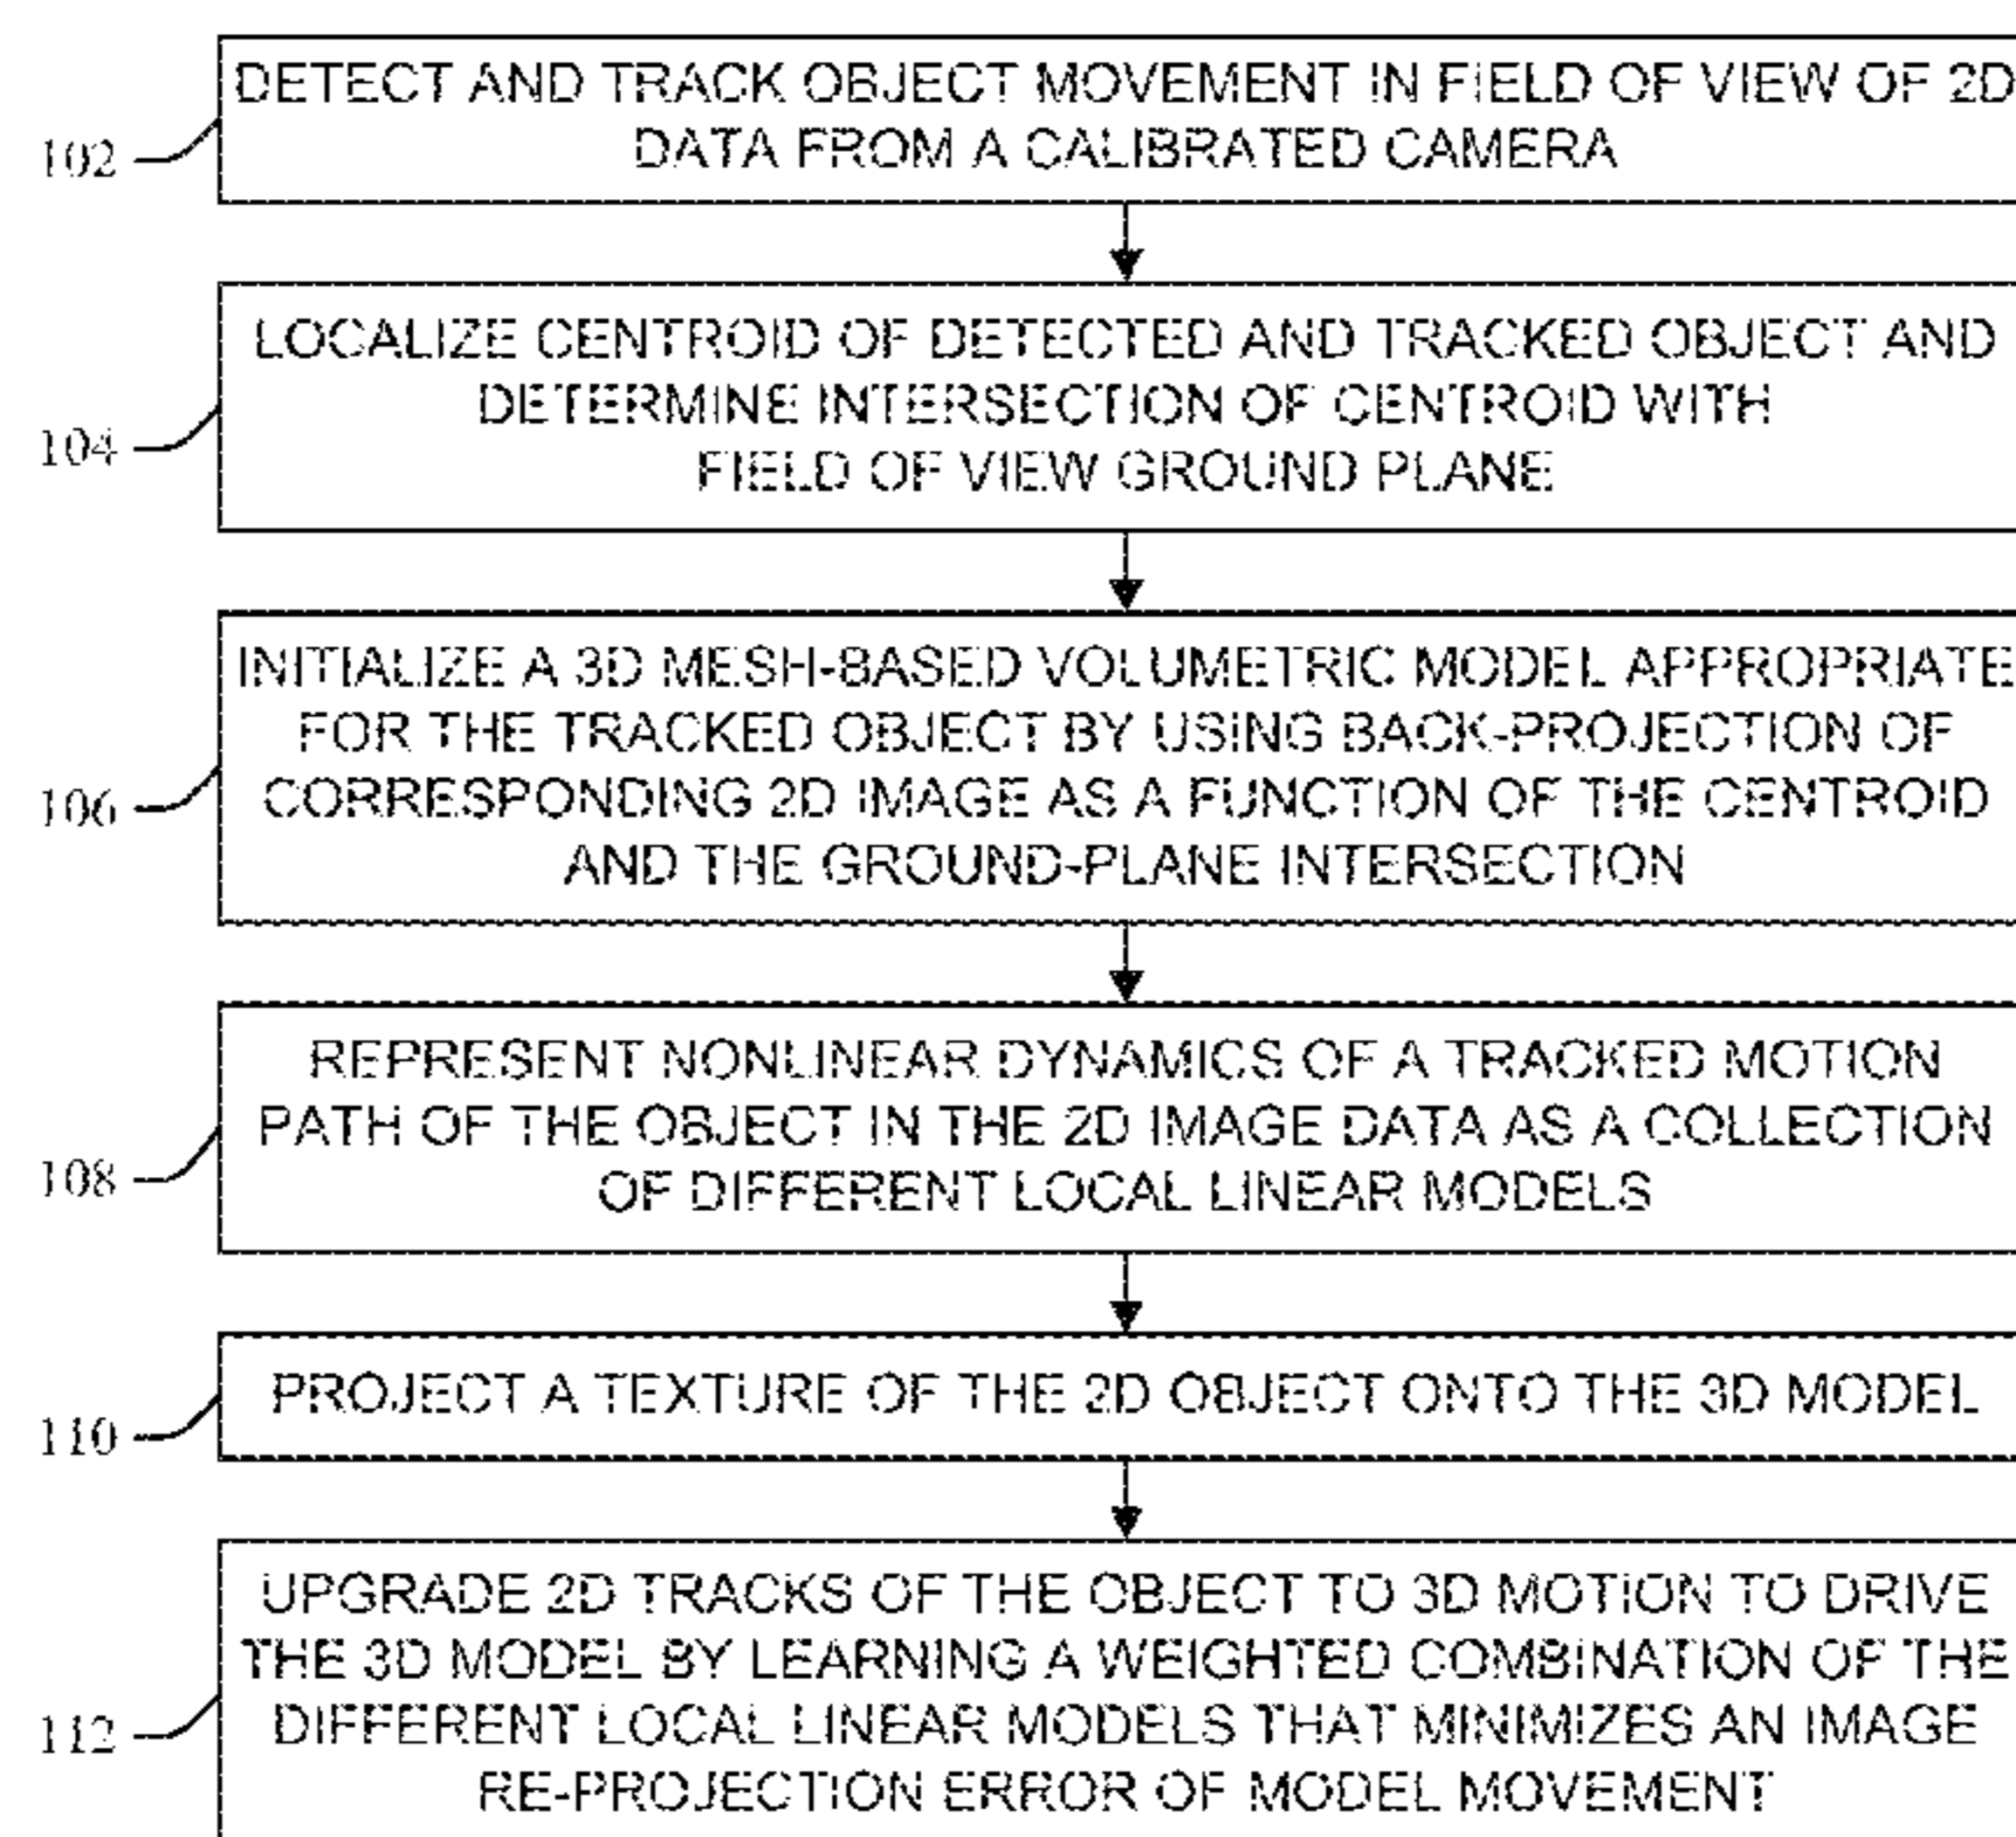 DETECT AND TRACK OBJECT MOVEMENT IN FIELD OF VIEW OF 2D
DATA FROM A CALIBRATED CAMERA
102
LOCALIZE CENTROID OF DETECTED AND TRACKED OBJECT AND
DETERMINE INTERSECTION OF CENTROID WITH
FIELD OF VIEW GROUND PLANE
104
INITIALIZE A 3D MESH-BASED VOLUMETRIC MODEL APPROPRIATE
FOR THE TRACKED OBJECT BY USING BACK-PROJECTION OF
CORRESPONDING 2D IMAGE AS A FUNCTION OF THE CENTROID
AND THE GROUND-PLANE INTERSECTION
106
REPRESENT NONLINEAR DYNAMICS OF A TRACKED MOTION
PATH OF THE OBJECT IN THE 2D IMAGE DATA AS A COLLECTION
OF DIFFERENT LOCAL LINEAR MODELS
108
PROJECT A TEXTURE OF THE 2D OBJECT ONTO THE 3D MODEL
110
UPGRADE 2D TRACKS OF THE OBJECT TO 3D MOTION TO DRIVE
THE 3D MODEL BY LEARNING A WEIGHTED COMBINATION OF THE
DIFFERENT LOCAL LINEAR MODELS THAT MINIMIZES AN IMAGE
RE-PROJECTION ERROR OF MODEL MOVEMENT
112